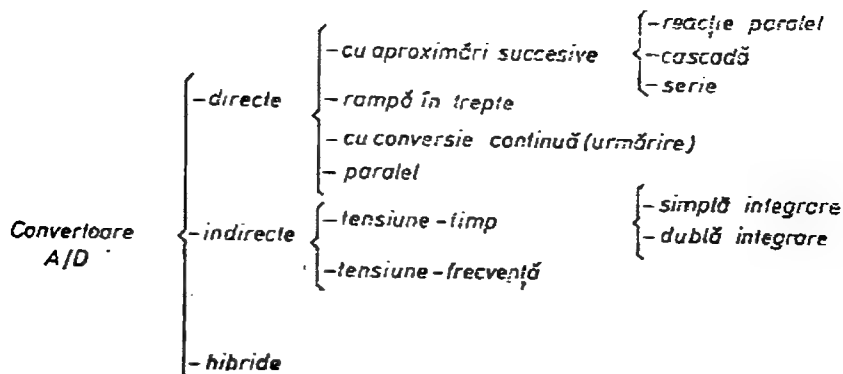 Convertoare
A/D
- directe
- cu aproximări succesive
- reacție paralel
- cascadă
- serie
- rampă în trepte
- cu conversie continuă (urmărire)
- paralel
- indirecte
- tensiune - timp
- simplă integrare
- dublă integrare
- tensiune - frecvență
- hibride